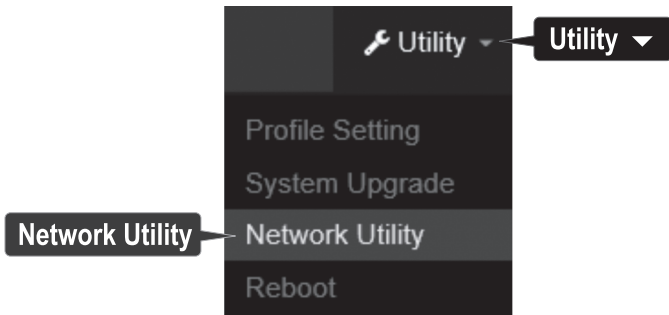 Utility
Utility
Profile Setting
System Upgrade
Network Utility
Network Utility
Reboot